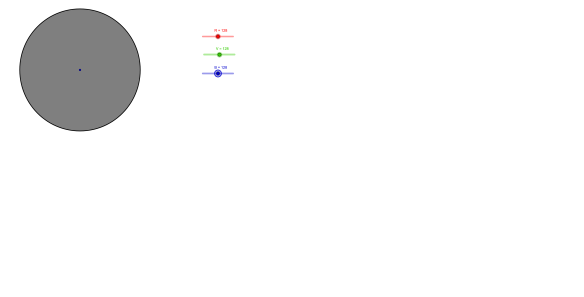 R = 128
V = 128
B = 128